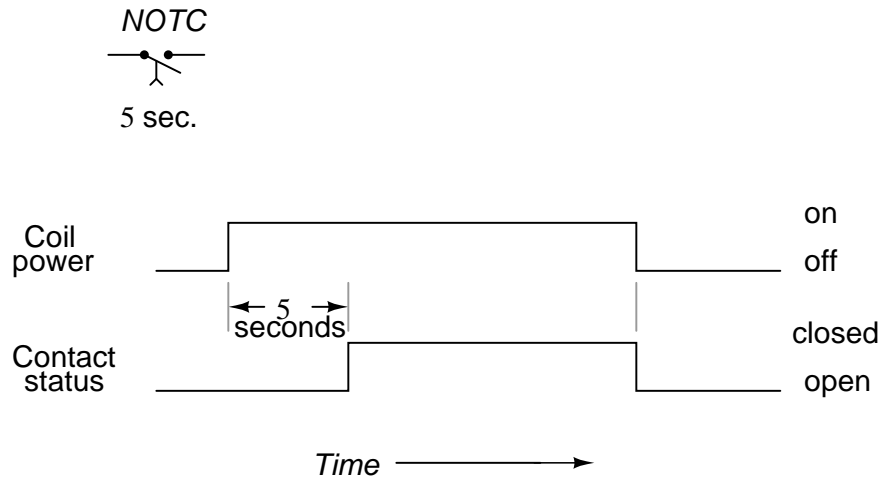 NOTC
5 sec.
Coil
power
on
off
5
seconds
Contact
status
closed
open
Time